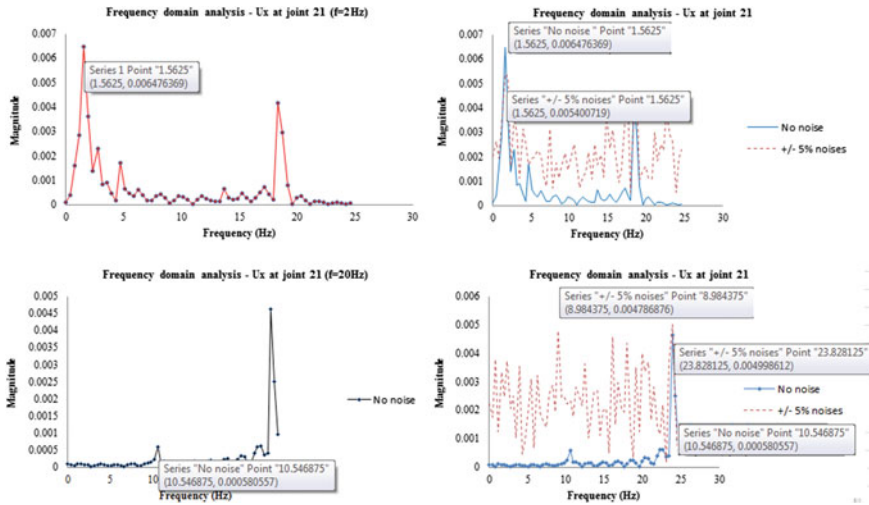 Frequency domain analysis - Ux at joint 21 (f=2Hz)
0.007
0.006
0.005
0.004
0.003
0.002
0.001
0
Magnitude
Series 1 Point "1.5625"
(1.5625, 0.006476369)
0 5 10 15 20 25 30
Frequency (Hz)
Frequency domain analysis - Ux at joint 21
0.007
0.006
0.005
0.004
0.003
0.002
0.001
0
Magnitude
Series "No noise " Point "1.5625"
(1.5625, 0.006476369)
Series "+/- 5% noises" Point "1.5625"
(1.5625, 0.005400719)
No noise
+/- 5% noises
0 5 10 15 20 25 30
Frequency (Hz)
Frequency domain analysis - Ux at joint 21 (f=20Hz)
0.005
0.0045
0.004
0.0035
0.003
0.0025
0.002
0.0015
0.001
0.0005
0
Magnitude
No noise
Series "No noise" Point "10.546875"
(10.546875, 0.000580557)
0
Frequency (Hz)
Frequency domain analysis - Ux at joint 21
0.006
0.005
0.004
0.003
0.002
0.001
0
Magnitude
Series "+/- 5% noises" Point "8.984375"
(8.984375, 0.004786876)
Series "+/- 5% noises" Point "23.828125"
(23.828125, 0.004998612)
No noise
+/- 5% noises
Series "No noise" Point "10.546875"
(10.546875, 0.000580557)
0 5 10 15 20 25 30
Frequency (Hz)